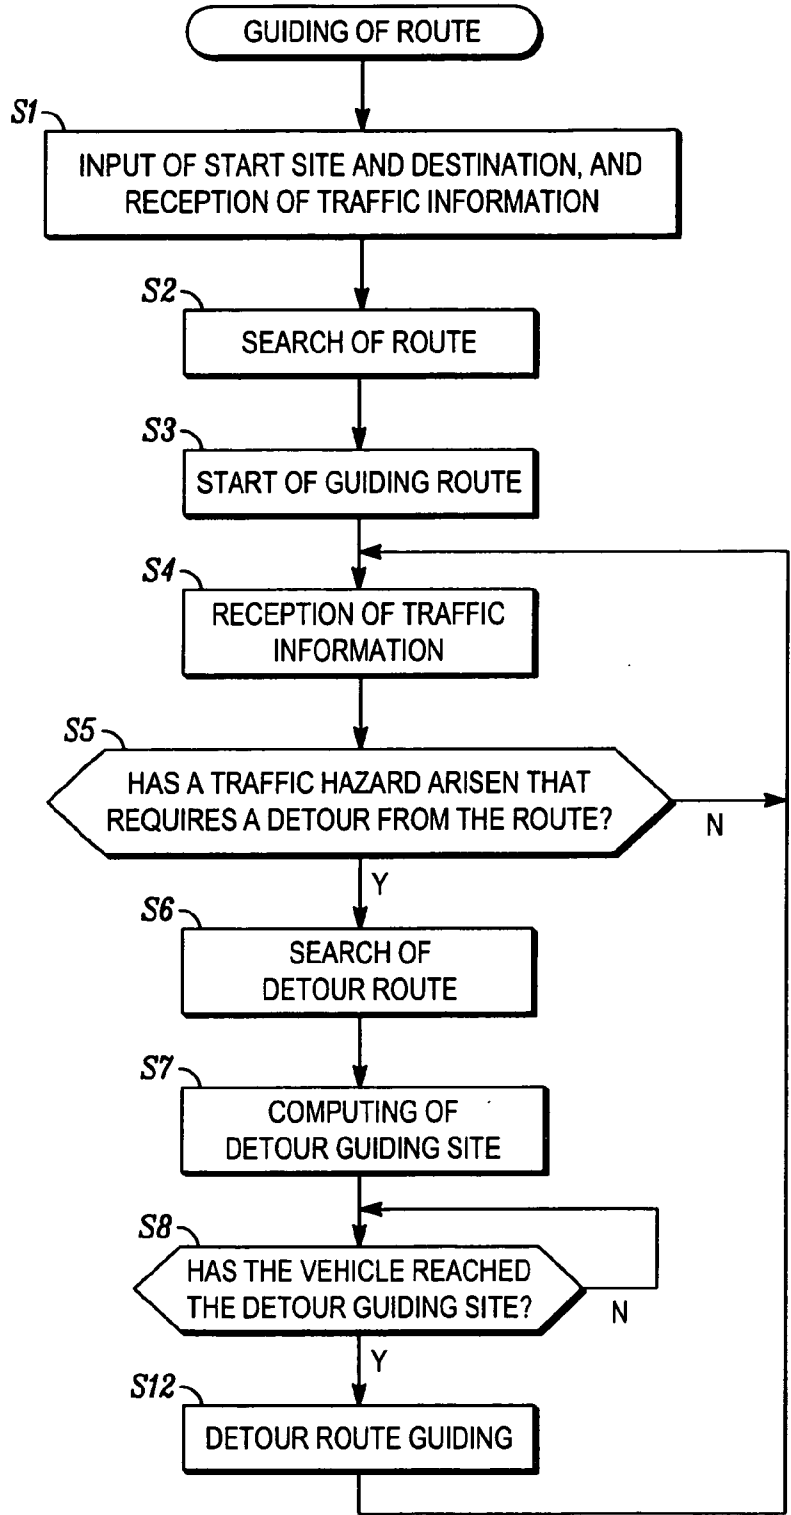 GUIDING OF ROUTE
S1
INPUT OF START SITE AND DESTINATION, AND
RECEPTION OF TRAFFIC INFORMATION
S2
SEARCH OF ROUTE
S3
START OF GUIDING ROUTE
S4
RECEPTION OF TRAFFIC
INFORMATION
S5
HAS A TRAFFIC HAZARD ARISEN THAT
REQUIRES A DETOUR FROM THE ROUTE?
N
Y
S6
SEARCH OF
DETOUR ROUTE
S7
COMPUTING OF
DETOUR GUIDING SITE
S8
HAS THE VEHICLE REACHED
THE DETOUR GUIDING SITE?
N
Y
S12
DETOUR ROUTE GUIDING